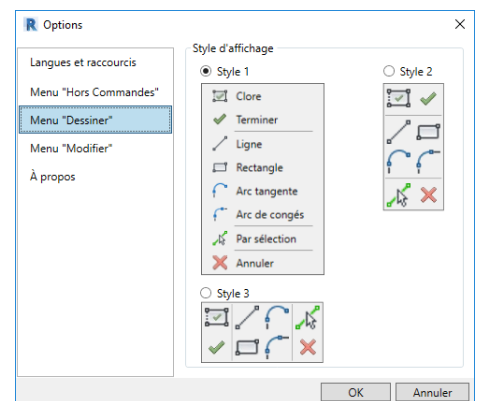 R Options
Langues et raccourcis
Menu "Hors Commandes"
Menu "Dessiner"
Menu "Modifier"
À propos
Style d'affichage
Style 1
Clore
Terminer
Ligne
Rectangle
Arc tangente
Arc de congés
Par sélection
Annuler
Style 2
Style 3
OK
Annuler